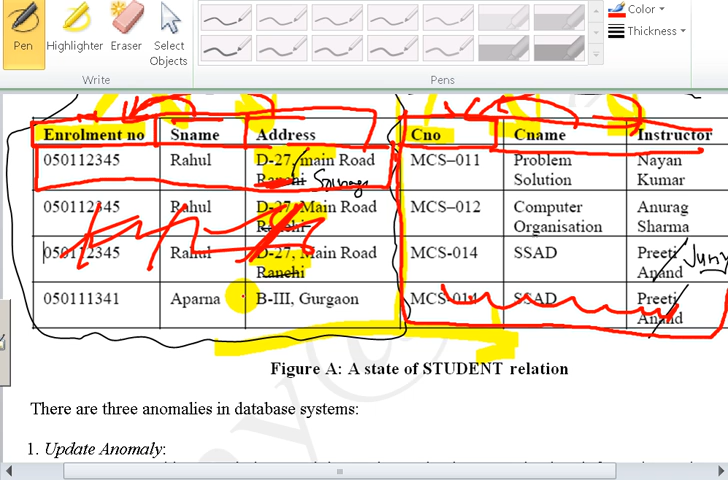 Pen
Highlighter
Eraser
Select
Objects
Color
Thickness
Write
Pens
Enrolment no Sname Address Cno Cname Instructor
050112345 Rahul D-27, main Road MCS–011 Problem Nayan
Ranchi Solution Kumar
050112345 Rahul D-27, Main Road MCS–012 Computer Anurag
Ranchi Organisation Sharma
050112345 Rahul D-27, Main Road MCS-014 SSAD Preeti
Ranchi Anand
050111341 Aparna B-III, Gurgaon SSAD Preeti
Anand
Figure A: A state of STUDENT relation
There are three anomalies in database systems:
1. Update Anomaly: